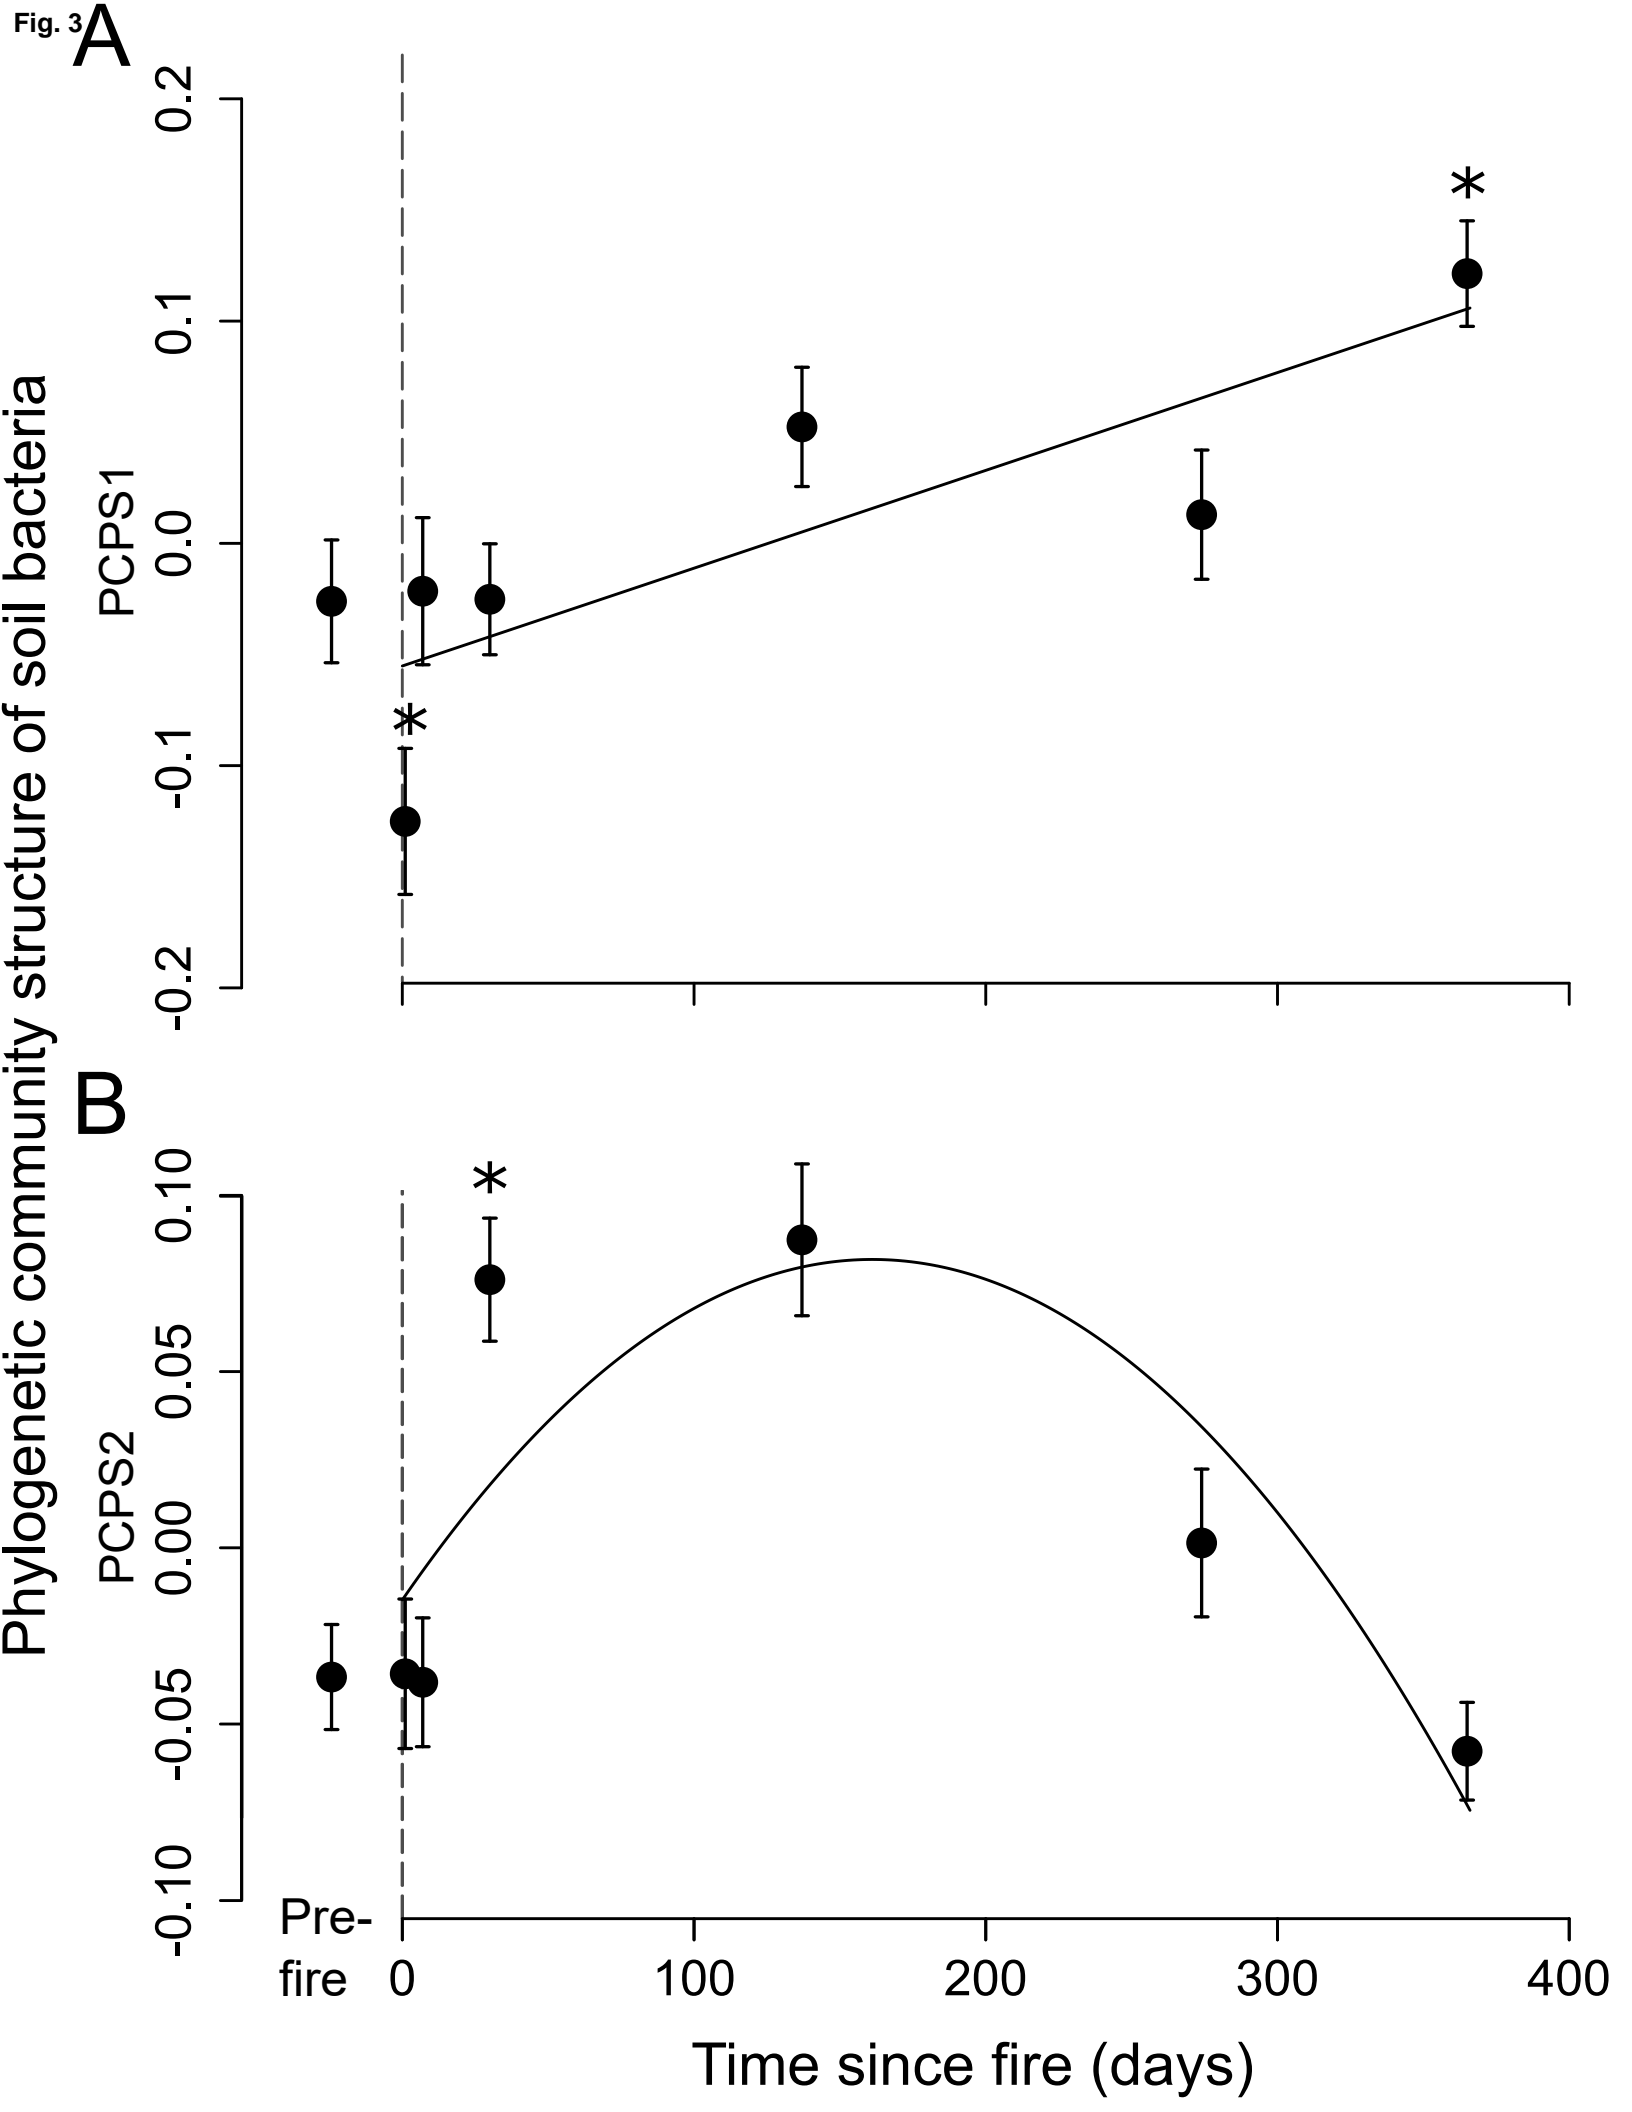 Fig. 3
A
Phylogenetic community structure of soil bacteria
PCPS1
0.2
0.1
0.0
-0.1
-0.2
*
*
B
PCPS2
0.10
0.05
0.00
-0.05
-0.10
*
Pre-
fire
0 100 200 300 400
Time since fire (days)